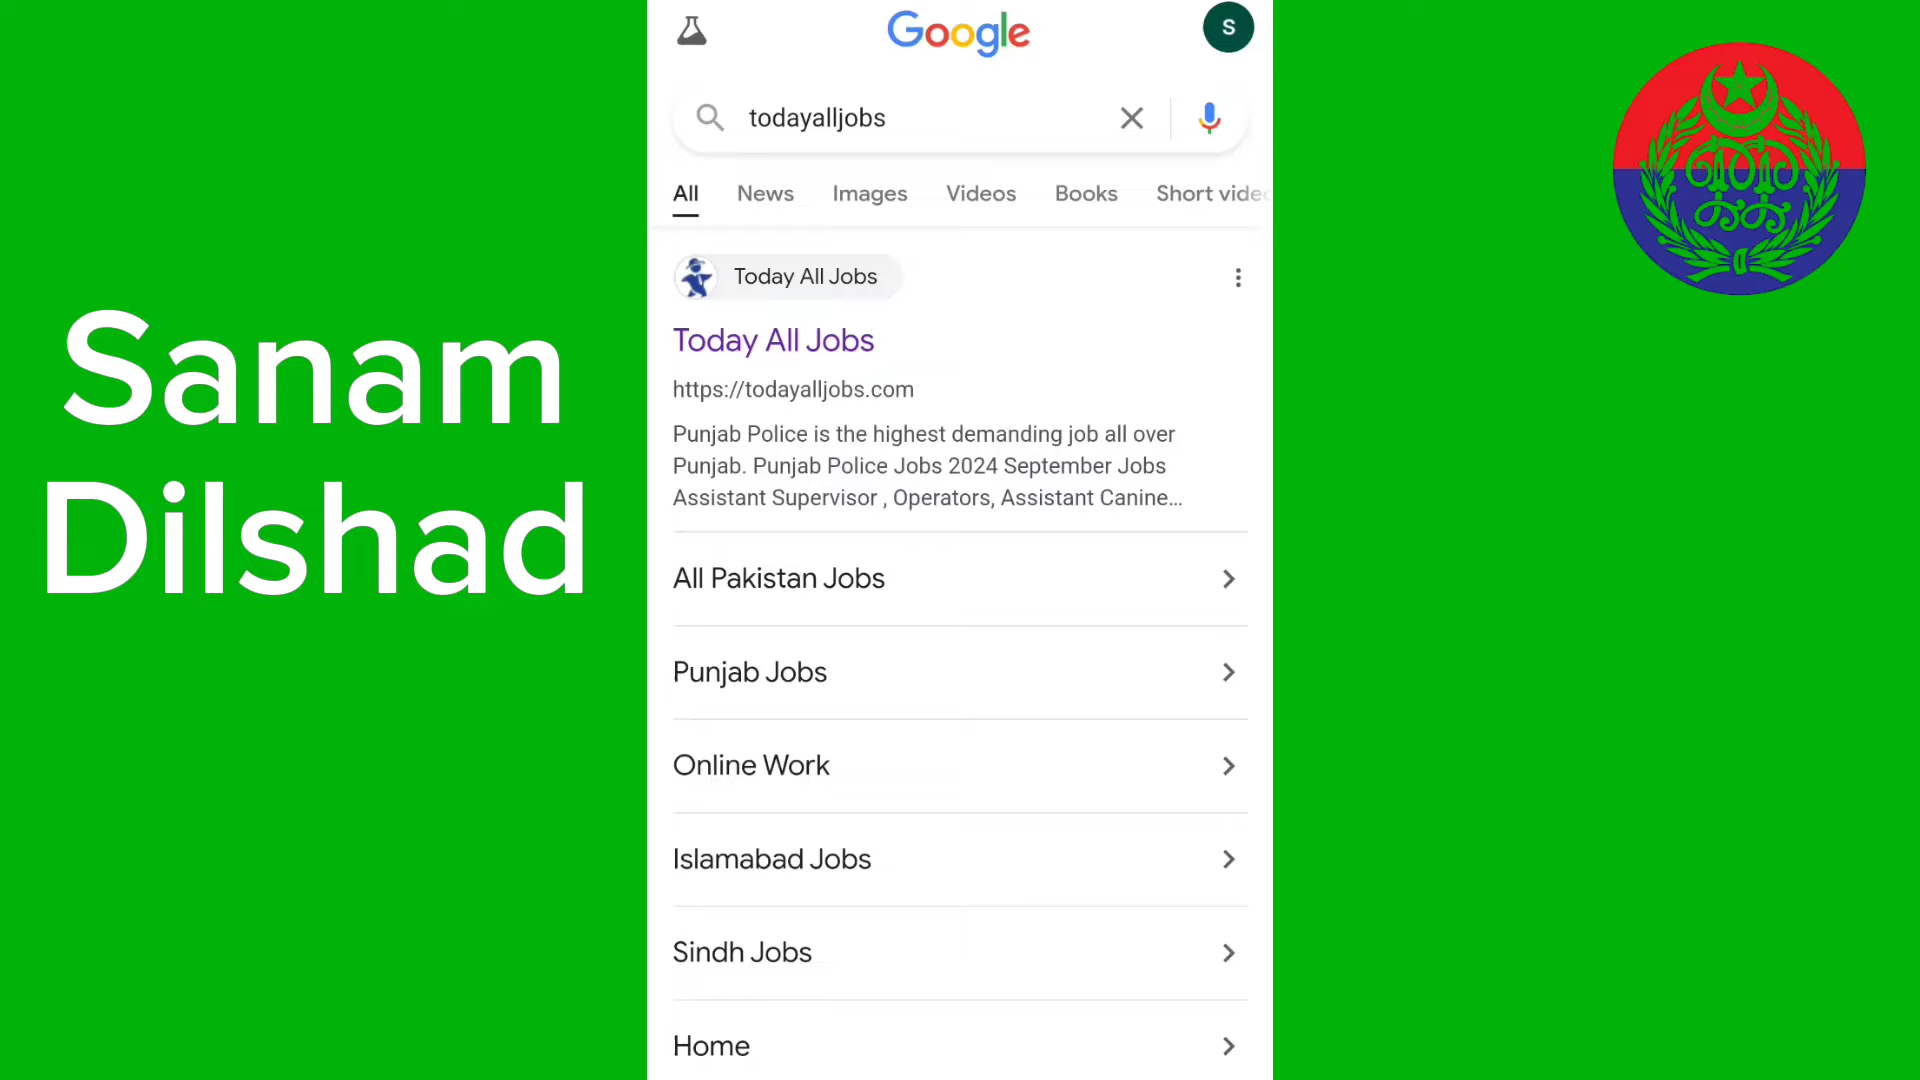 Sanam
Dilshad
Google
S
todayalljobs
All News Images Videos Books Short vide
Today All Jobs
Today All Jobs
https://todayalljobs.com
Punjab Police is the highest demanding job all over
Punjab. Punjab Police Jobs 2024 September Jobs
Assistant Supervisor , Operators, Assistant Canine...
All Pakistan Jobs
Punjab Jobs
Online Work
Islamabad Jobs
Sindh Jobs
Home